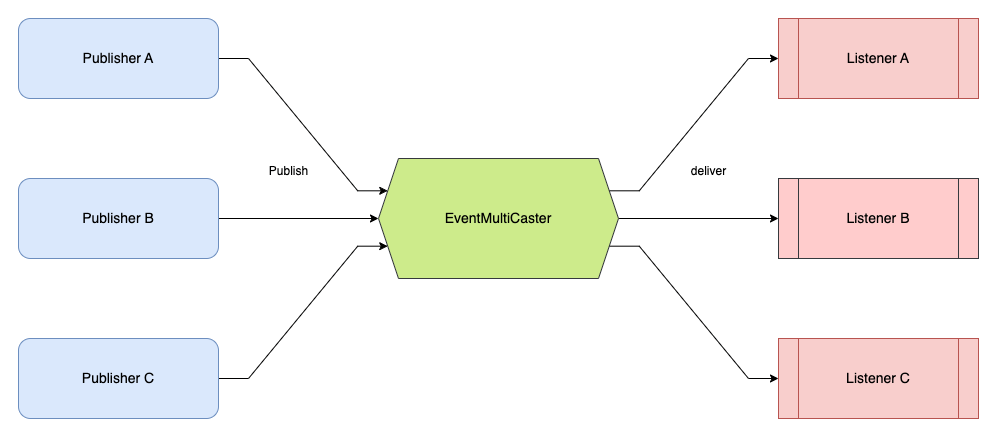 Publisher A
Listener A
Publish
deliver
Publisher B
EventMultiCaster
Listener B
Publisher C
Listener C